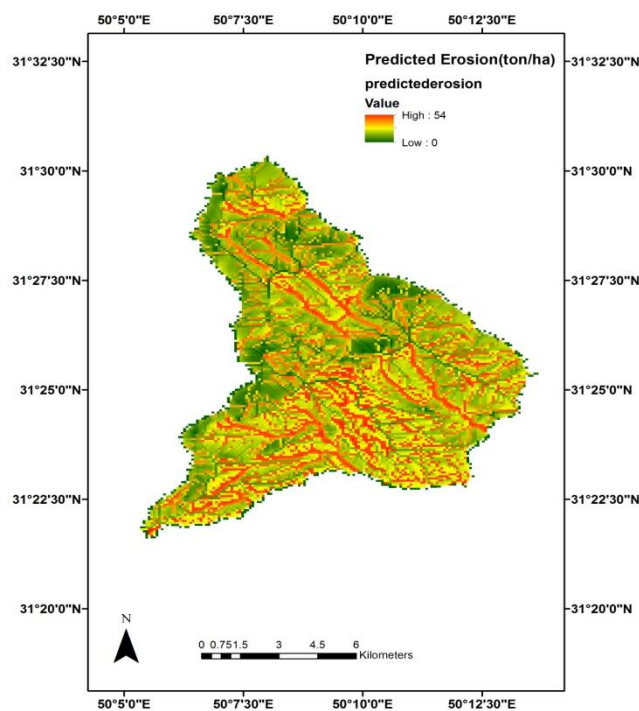 50°5'0"E 50°7'30"E 50°10'0"E 50°12'30"E
31°32'30"N 31°32'30"N
Predicted Erosion(ton/ha)
predictederosion
Value
High : 54
Low : 0
31°30'0"N 31°30'0"N
31°27'30"N 31°27'30"N
31°25'0"N 31°25'0"N
31°22'30"N 31°22'30"N
31°20'0"N 31°20'0"N
N
0 0.75 1.5 3 4.5 6
Kilometers
50°5'0"E 50°7'30"E 50°10'0"E 50°12'30"E